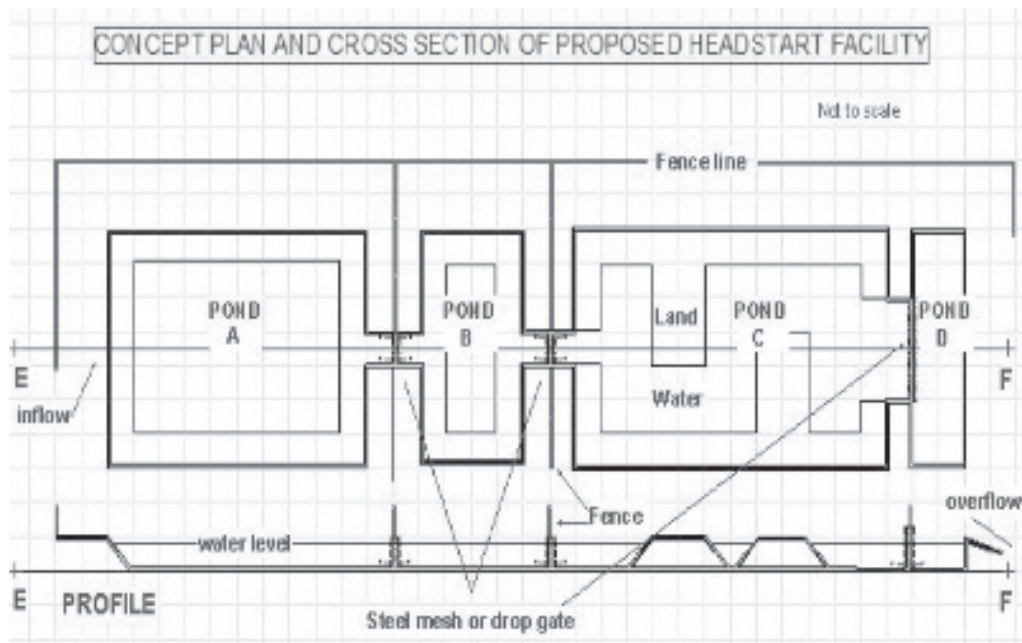 CONCEPT PLAN AND CROSS SECTION OF PROPOSED HEADSTART FACILITY
Not to scale
Fence line
POND
A
POND
B
Land
POND
C
POND
D
E
F
inflow
Water
Fence
overflow
water level
E
PROFILE
F
Steel mesh or drop gate